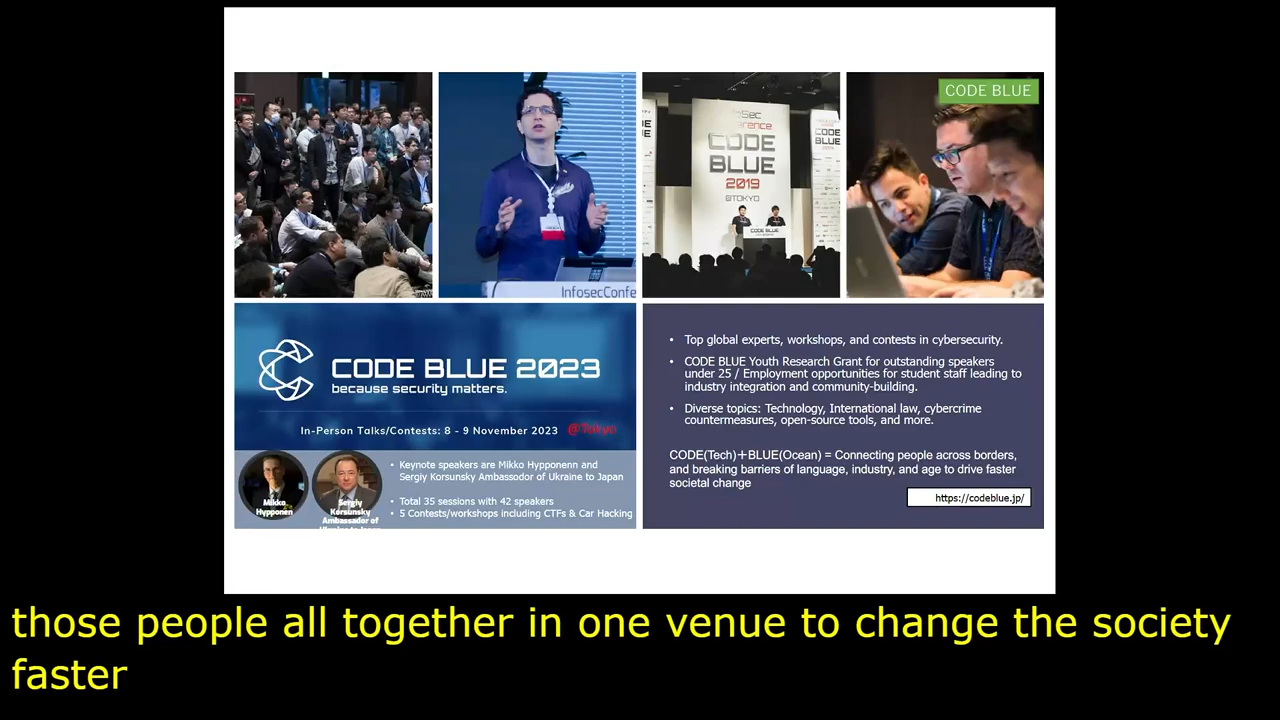 CODE BLUE
CODE
BLUE
2019
@TOKYO
CODE BLUE
InfosecConfe
CODE BLUE 2023
because security matters.
In-Person Talks/Contests: 8 - 9 November 2023 @Tokyo
Mikko
Hypponen
Sergiy
Korsunsky
Ambassador of
• Keynote speakers are Mikko Hypponenn and
Sergiy Korsunsky Ambassodor of Ukraine to Japan
• Total 35 sessions with 42 speakers
• 5 Contests/workshops including CTFs & Car Hacking
• Top global experts, workshops, and contests in cybersecurity.
• CODE BLUE Youth Research Grant for outstanding speakers
under 25 / Employment opportunities for student staff leading to
industry integration and community-building.
• Diverse topics: Technology, International law, cybercrime
countermeasures, open-source tools, and more.
CODE(Tech)＋BLUE(Ocean) = Connecting people across borders,
and breaking barriers of language, industry, and age to drive faster
societal change
https://codeblue.jp/
those people all together in one venue to change the society
faster